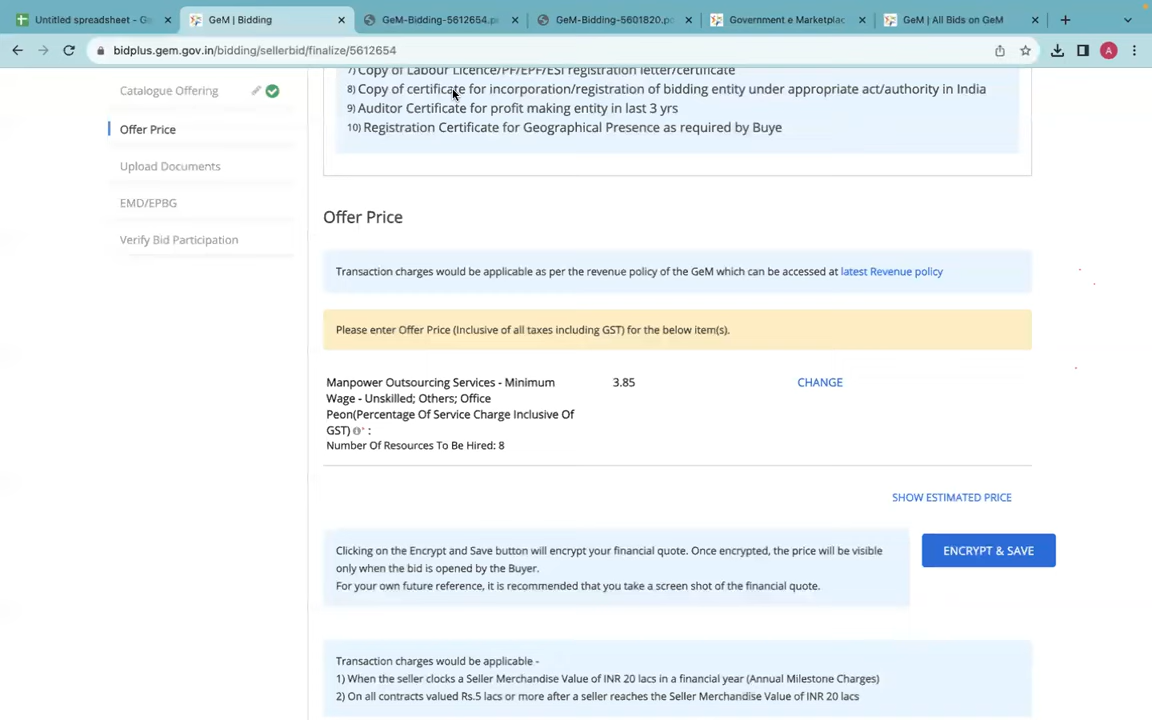 Untitled spreadsheet - G
GeM | Bidding
GeM-Bidding-5612654.p
GeM-Bidding-5601820.p
Government e Marketplac
GeM | All Bids on GeM
bidplus.gem.gov.in/bidding/sellerbid/finalize/5612654
A
7) Copy of Labour Licence/PF/EPF/ESI registration letter/certificate
Catalogue Offering
8) Copy of certificate for incorporation/registration of bidding entity under appropriate act/authority in India
9) Auditor Certificate for profit making entity in last 3 yrs
Offer Price
10) Registration Certificate for Geographical Presence as required by Buye
Upload Documents
EMD/EPBG
Verify Bid Participation
Offer Price
Transaction charges would be applicable as per the revenue policy of the GeM which can be accessed at latest Revenue policy
Please enter Offer Price (Inclusive of all taxes including GST) for the below item(s).
Manpower Outsourcing Services - Minimum
Wage - Unskilled; Others; Office
Peon(Percentage Of Service Charge Inclusive Of
GST) * :
Number Of Resources To Be Hired: 8
3.85
CHANGE
SHOW ESTIMATED PRICE
Clicking on the Encrypt and Save button will encrypt your financial quote. Once encrypted, the price will be visible
only when the bid is opened by the Buyer.
For your own future reference, it is recommended that you take a screen shot of the financial quote.
ENCRYPT & SAVE
Transaction charges would be applicable -
1) When the seller clocks a Seller Merchandise Value of INR 20 lacs in a financial year (Annual Milestone Charges)
2) On all contracts valued Rs.5 lacs or more after a seller reaches the Seller Merchandise Value of INR 20 lacs